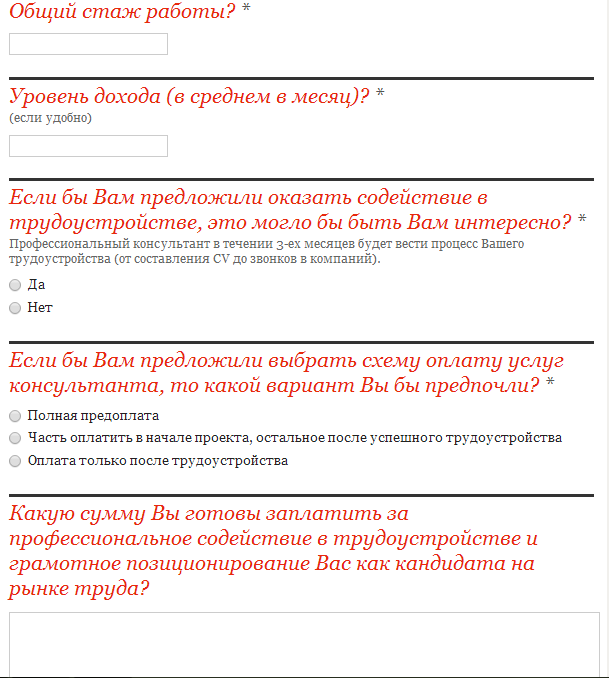 Общий стаж работы? *
Уровень дохода (в среднем в месяц)? *
(если удобно)
Если бы Вам предложили оказать содействие в
трудоустройстве, это могло бы быть Вам интересно? *
Профессиональный консультант в течении 3-ех месяцев будет вести процесс Вашего
трудоустройства (от составления CV до звонков в компаний).
Да
Нет
Если бы Вам предложили выбрать схему оплату услуг
консультанта, то какой вариант Вы бы предпочли? *
Полная предоплата
Часть оплатить в начале проекта, остальное после успешного трудоустройства
Оплата только после трудоустройства
Какую сумму Вы готовы заплатить за
профессиональное содействие в трудоустройстве и
грамотное позиционирование Вас как кандидата на
рынке труда?